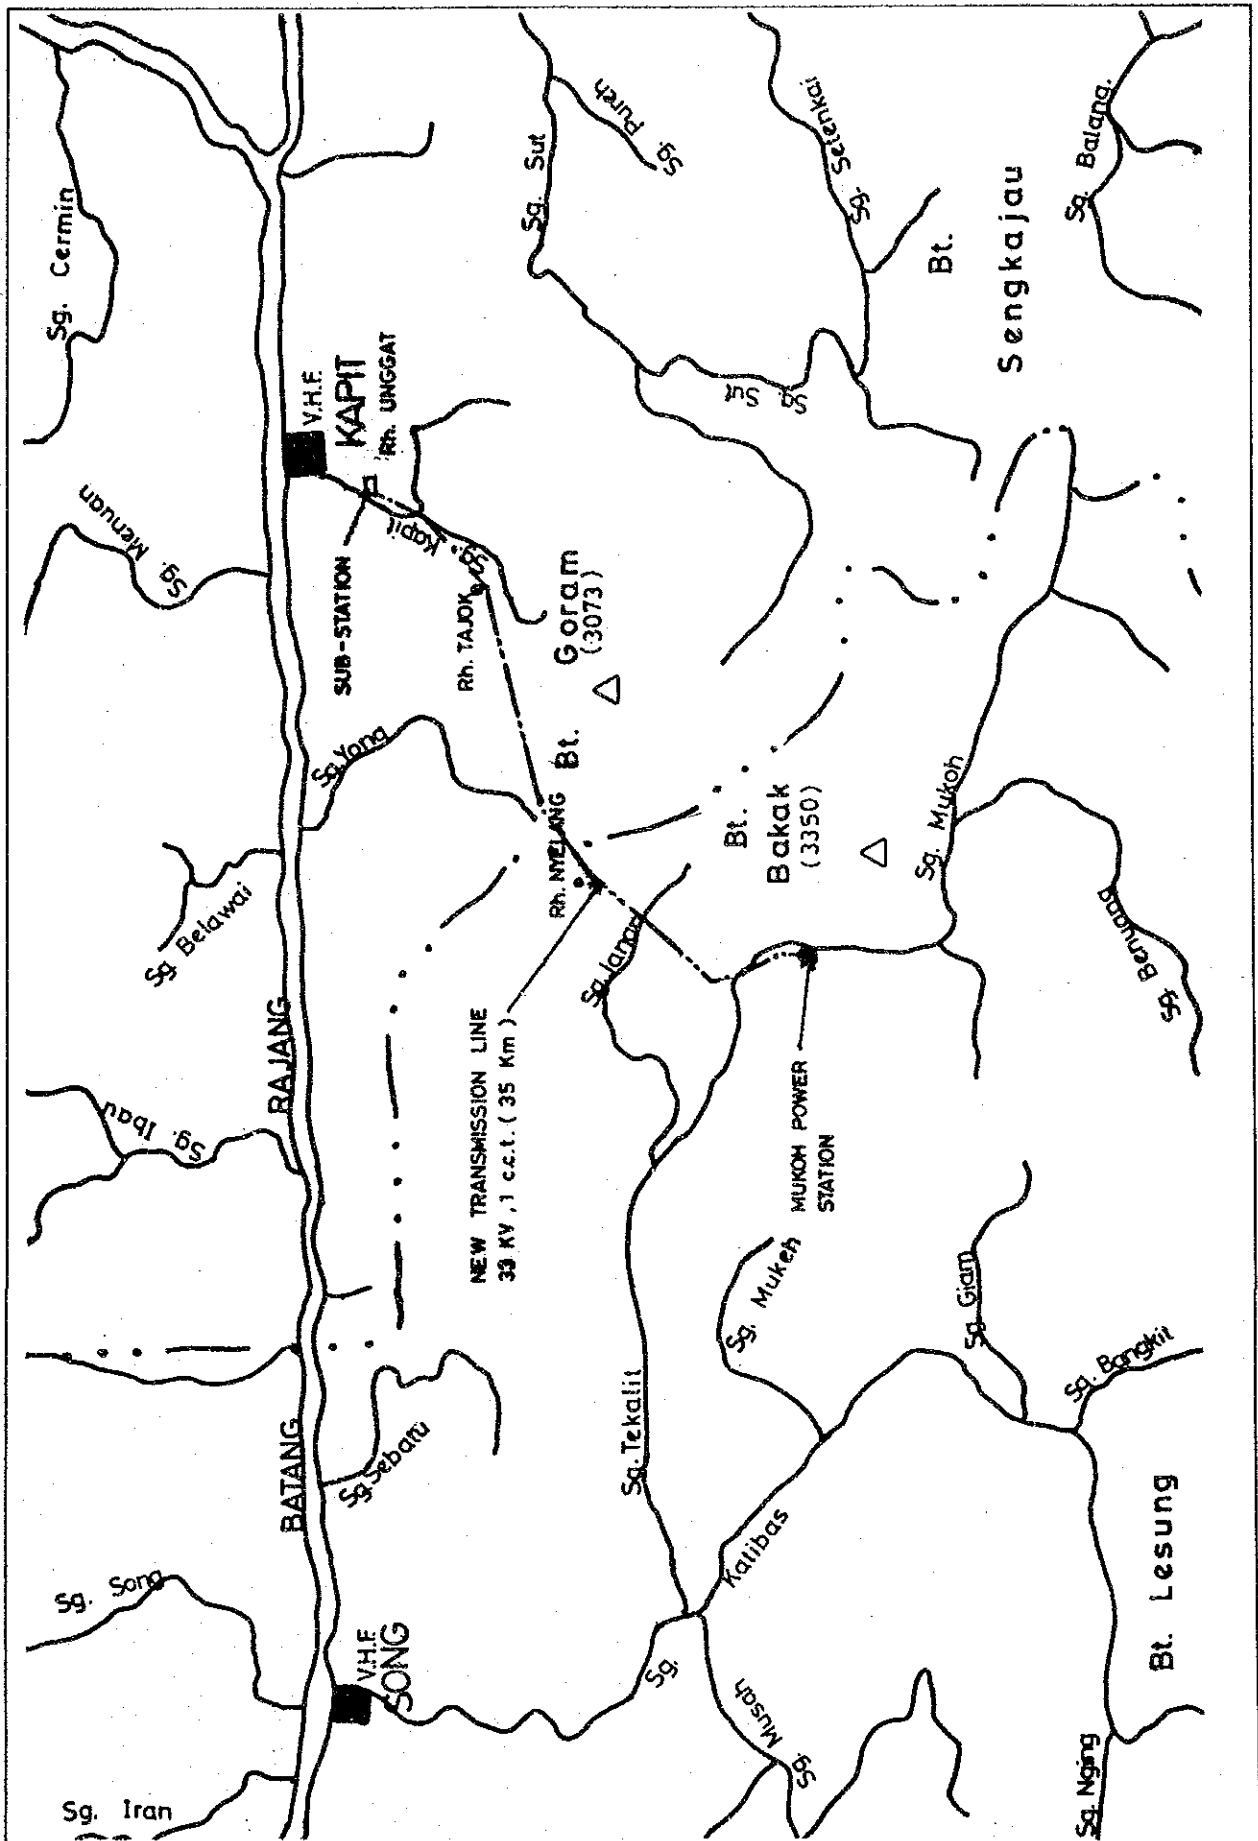 Sg. Iran
Sg. Song
Sg. Ibau
Sg. Belawai
Sg. Menuan
Sg. Cermin
BATANG
RAJANG
V.H.F.
SONG
Sg. Sebatu
Sg. Yong
V.H.F.
KAPIT
Rh. UNGGAT
SUB-STATION
Sg. Kapit
Rh. TAJOK
NEW TRANSMISSION LINE
33 KV, 1 c.c.t. ( 35 Km )
Rh. NYELANG
Bt. Goram
(3073)
Sg. Sut
Sg. Pureh
Sg. Tekalit
Sg. Janan
Sg. Katibas
Sg. Musah
Sg. Mukeh
MUKOH POWER
STATION
Bt.
Bakak
(3350)
Sg. Sut
Sg. Setenkai
Sg. Giam
Sg. Mukoh
Bt.
Sengkajau
Sg. Nging
Bt. Lesung
Sg. Bangkit
Sg. Benuang
Sg. Balang.